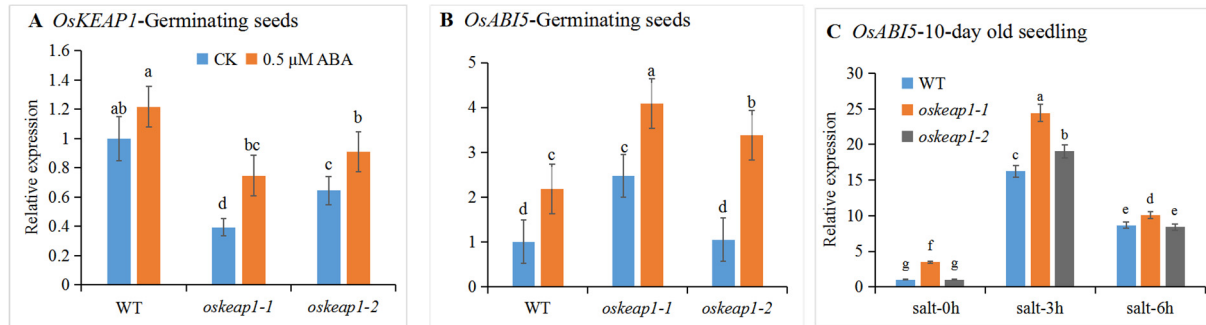 A OsKEAP1-Germinating seeds
CK 0.5 µM ABA
Relative expression
1.6
1.4
1.2
1
0.8
0.6
0.4
0.2
0
ab
a
d
bc
c
b
WT oskeap1-1 oskeap1-2
B OsABI5-Germinating seeds
5
4
3
2
1
0
d
c
c
a
d
b
WT oskeap1-1 oskeap1-2
C OsABI5-10-day old seedling
WT
oskeap1-1
oskeap1-2
Relative expression
30
25
20
15
10
5
0
g
f
g
c
a
b
e
d
e
salt-0h salt-3h salt-6h